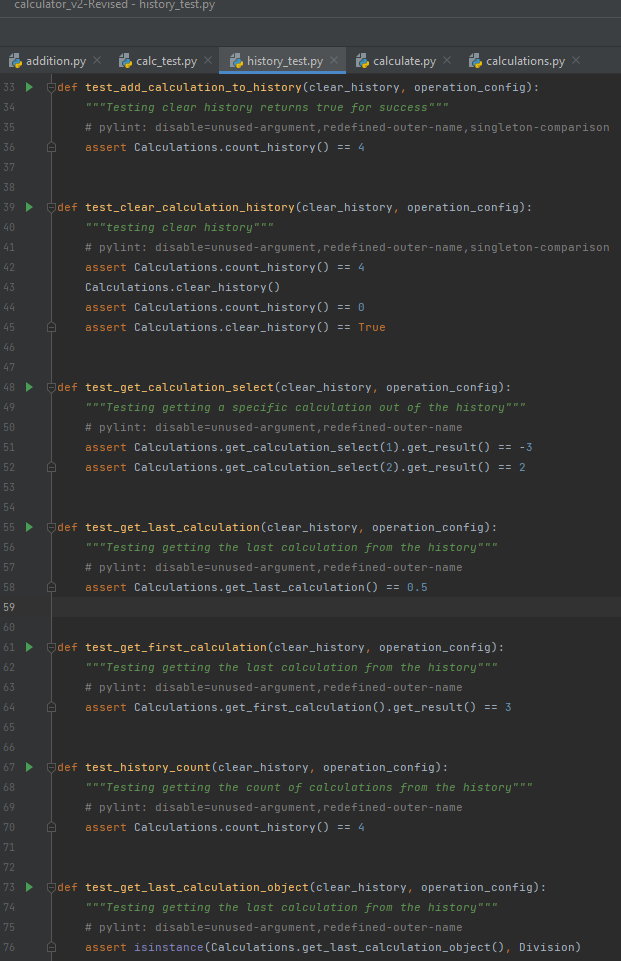 calculator_v2-Revised - history_test.py
addition.py calc_test.py history_test.py calculate.py calculations.py
33 def test_add_calculation_to_history(clear_history, operation_config):
34 """Testing clear history returns true for success"""
35 # pylint: disable=unused-argument,redefined-outer-name,singleton-comparison
36 assert Calculations.count_history() == 4
37
38
39 def test_clear_calculation_history(clear_history, operation_config):
40 """testing clear history"""
41 # pylint: disable=unused-argument,redefined-outer-name,singleton-comparison
42 assert Calculations.count_history() == 4
43 Calculations.clear_history()
44 assert Calculations.count_history() == 0
45 assert Calculations.clear_history() == True
46
47
48 def test_get_calculation_select(clear_history, operation_config):
49 """Testing getting a specific calculation out of the history"""
50 # pylint: disable=unused-argument,redefined-outer-name
51 assert Calculations.get_calculation_select(1).get_result() == -3
52 assert Calculations.get_calculation_select(2).get_result() == 2
53
54
55 def test_get_last_calculation(clear_history, operation_config):
56 """Testing getting the last calculation from the history"""
57 # pylint: disable=unused-argument,redefined-outer-name
58 assert Calculations.get_last_calculation() == 0.5
59
60
61 def test_get_first_calculation(clear_history, operation_config):
62 """Testing getting the last calculation from the history"""
63 # pylint: disable=unused-argument,redefined-outer-name
64 assert Calculations.get_first_calculation().get_result() == 3
65
66
67 def test_history_count(clear_history, operation_config):
68 """Testing getting the count of calculations from the history"""
69 # pylint: disable=unused-argument,redefined-outer-name
70 assert Calculations.count_history() == 4
71
72
73 def test_get_last_calculation_object(clear_history, operation_config):
74 """Testing getting the last calculation from the history"""
75 # pylint: disable=unused-argument,redefined-outer-name
76 assert isinstance(Calculations.get_last_calculation_object(), Division)